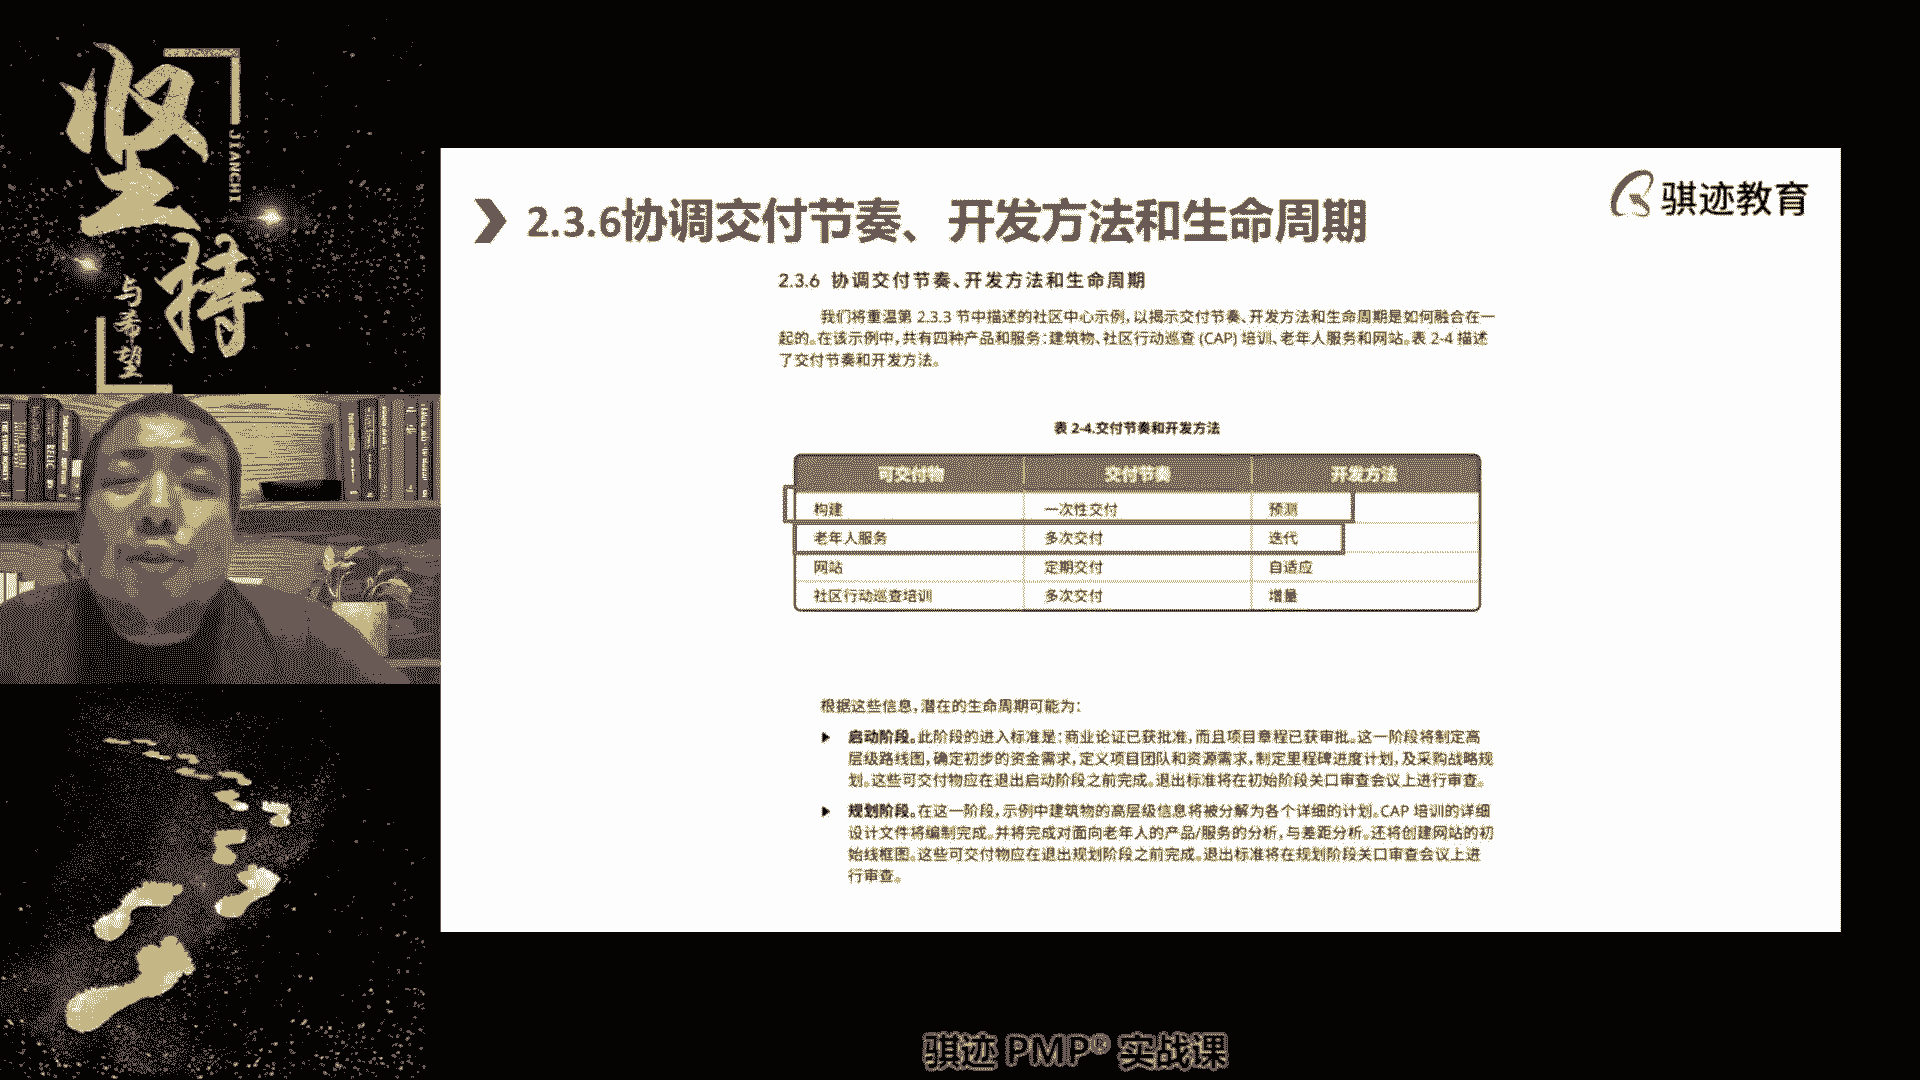 坚持
JIANCHI
与希望
骐迹教育
2.3.6协调交付节奏、开发方法和生命周期
2.3.6 协调交付节奏、开发方法和生命周期
我们将重温第 2.3.3 节中描述的社区中心示例，以揭示交付节奏、开发方法和生命周期是如何融合在一
起的。在该示例中，共有四种产品和服务：建筑物、社区行动巡查 (CAP) 培训、老年人服务和网站。表 2-4 描述
了交付节奏和开发方法。
表 2-4.交付节奏和开发方法
可交付物 交付节奏 开发方法
构建 一次性交付 预测
老年人服务 多次交付 迭代
网站 定期交付 自适应
社区行动巡查培训 多次交付 增量
根据这些信息，潜在的生命周期可能为：
启动阶段。此阶段的进入标准是：商业论证已获批准，而且项目章程已获审批。这一阶段将制定高
层级路线图，确定初步的资金需求，定义项目团队和资源需求，制定里程碑进度计划，及采购战略规
划。这些可交付物应在退出启动阶段之前完成。退出标准将在初始阶段关口审查会议上进行审查。
规划阶段。在这一阶段，示例中建筑物的高层级信息将被分解为各个详细的计划。CAP 培训的详细
设计文件将编制完成。并将完成对面向老年人的产品/服务的分析，与差距分析。还将创建网站的初
始线框图。这些可交付物应在退出规划阶段之前完成。退出标准将在规划阶段关口审查会议上进
行审查。
骐迹 PMP® 实战课